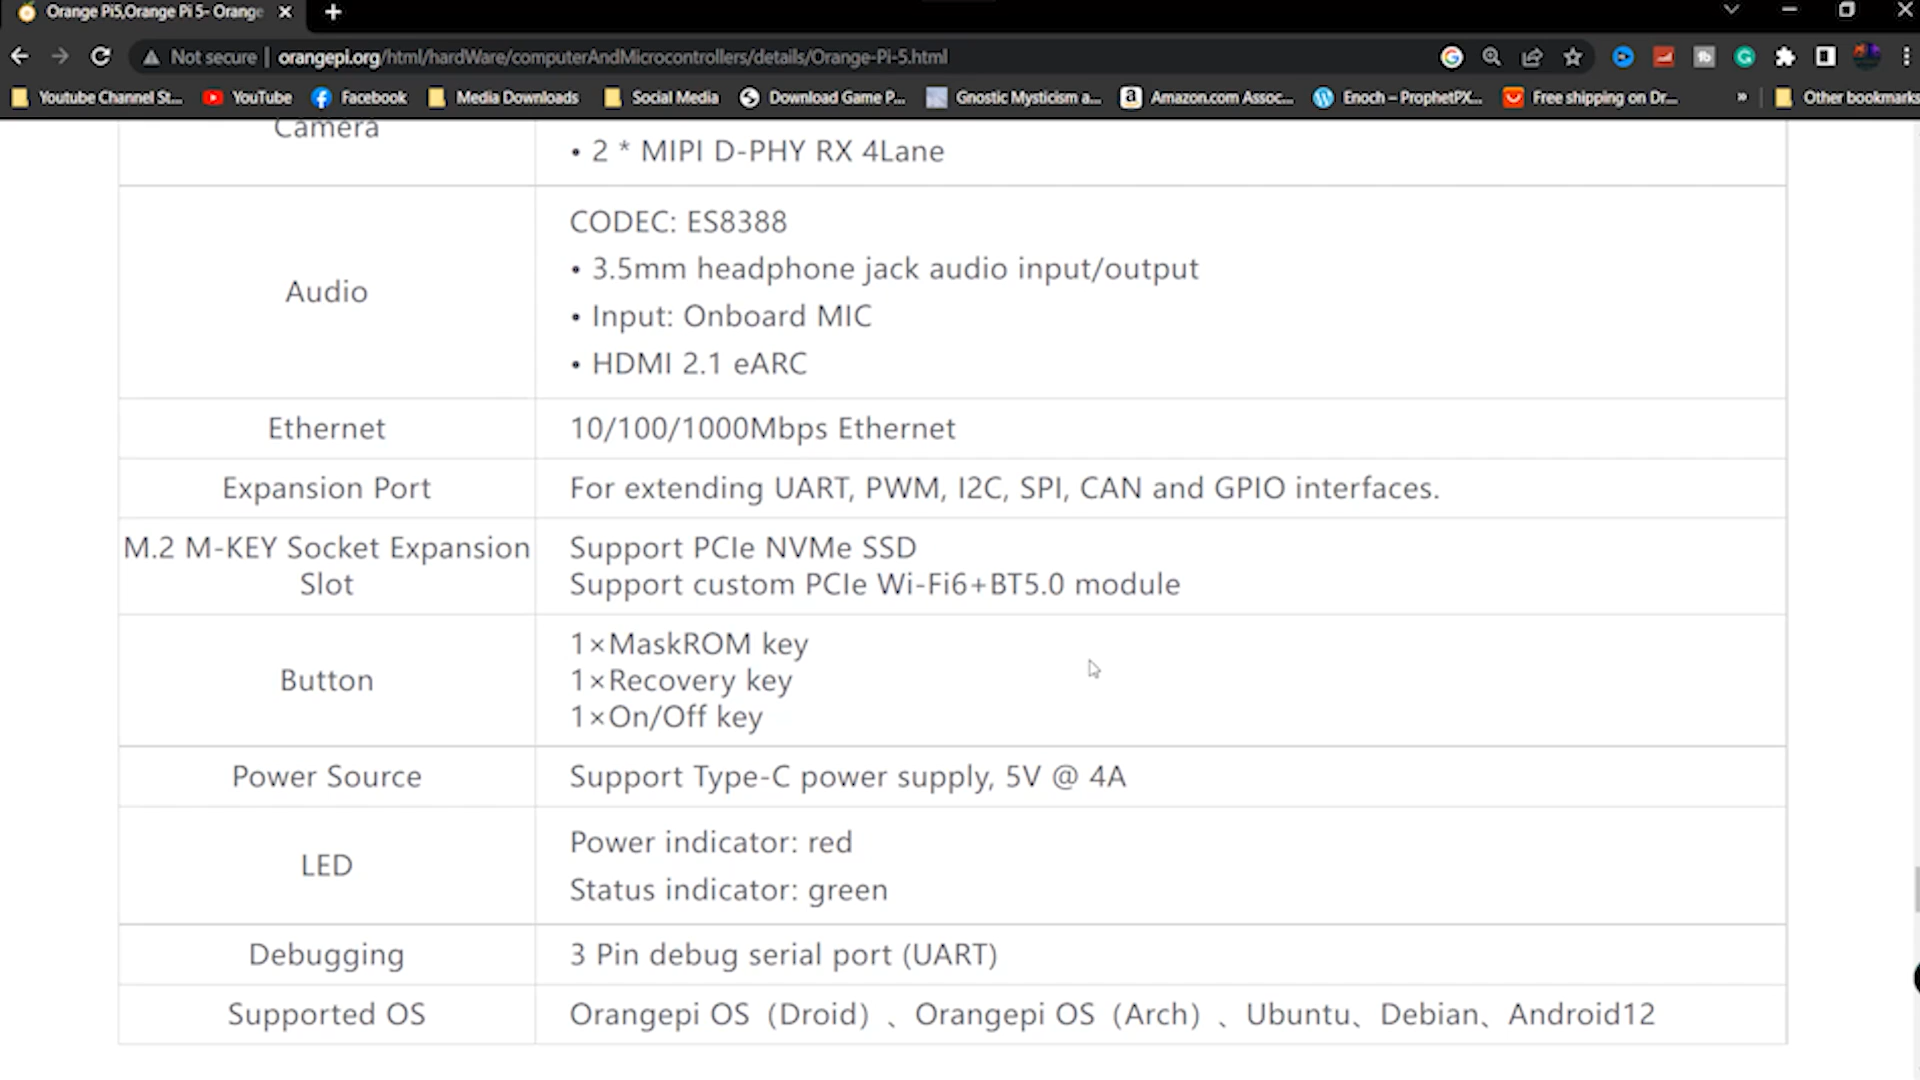 Orange Pi5,Orange Pi 5- Orange
Not secure | orangepi.org/html/hardWare/computerAndMicrocontrollers/details/Orange-Pi-5.html
Youtube Channel St...
YouTube
Facebook
Media Downloads
Social Media
Download Game P...
Gnostic Mysticism a...
Amazon.com Assoc...
Enoch – ProphetPX...
Free shipping on Dr...
»
Other bookmarks
Camera
• 2 * MIPI D-PHY RX 4Lane
Audio
CODEC: ES8388
• 3.5mm headphone jack audio input/output
• Input: Onboard MIC
• HDMI 2.1 eARC
Ethernet
10/100/1000Mbps Ethernet
Expansion Port
For extending UART, PWM, I2C, SPI, CAN and GPIO interfaces.
M.2 M-KEY Socket Expansion
Slot
Support PCIe NVMe SSD
Support custom PCIe Wi-Fi6+BT5.0 module
Button
1×MaskROM key
1×Recovery key
1×On/Off key
Power Source
Support Type-C power supply, 5V @ 4A
LED
Power indicator: red
Status indicator: green
Debugging
3 Pin debug serial port (UART)
Supported OS
Orangepi OS（Droid）、Orangepi OS（Arch）、Ubuntu、Debian、Android12